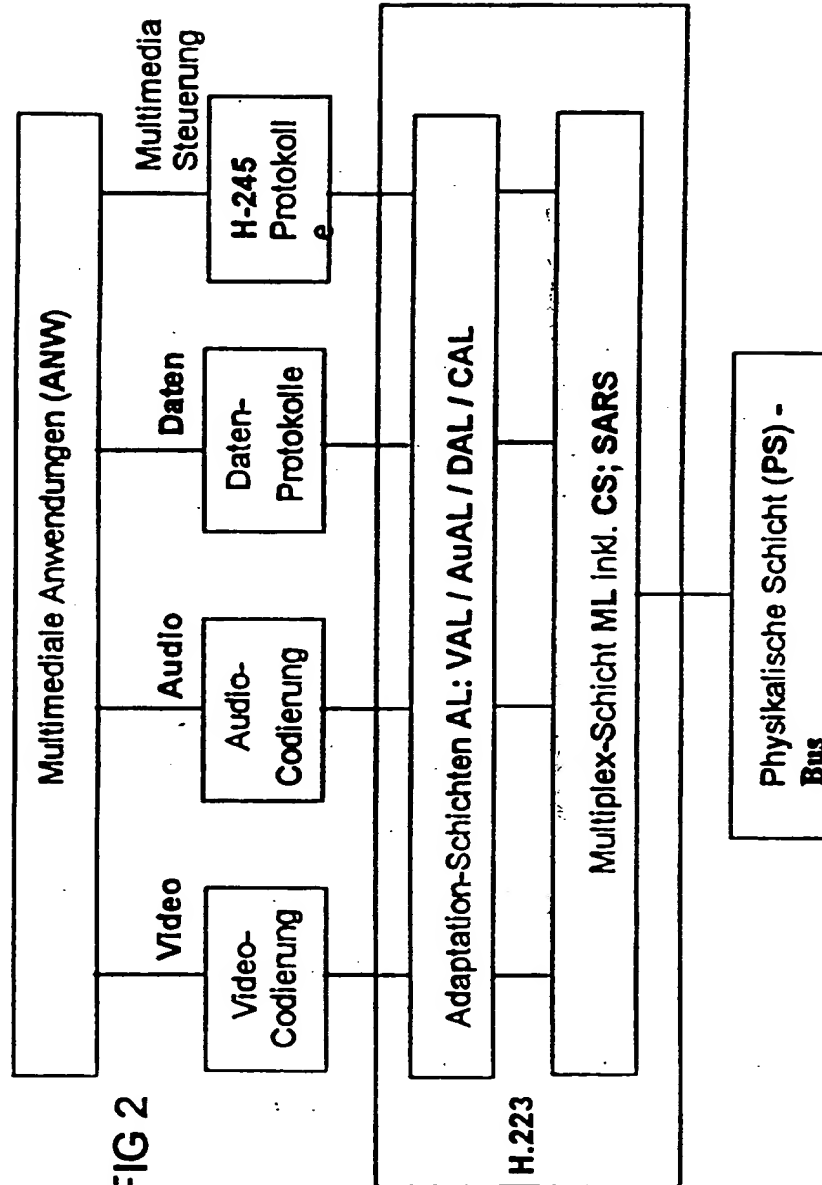 FIG 2
Multimediale Anwendungen (ANW)
Video
Audio
Daten
Multimedia
Steuerung
Video-
Codierung
Audio-
Codierung
Daten-
Protokolle
H-245
Protokoll
e
H.223
Adaptation-Schichten AL: VAL / AuAL / DAL / CAL
Multiplex-Schicht ML inkl. CS; SARS
Physikalische Schicht (PS) -
Bus